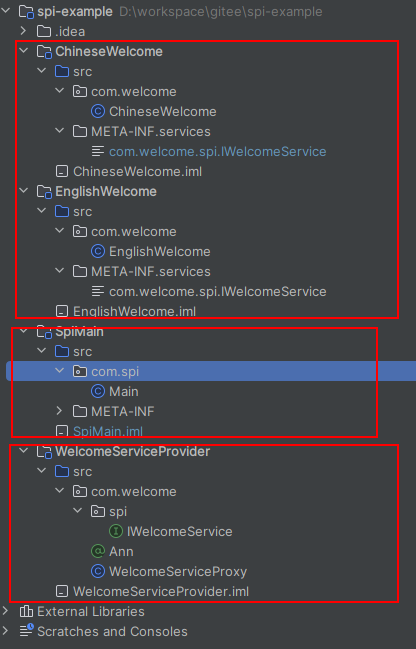 spi-example D:\workspace\gitee\spi-example
.idea
ChineseWelcome
src
com.welcome
ChineseWelcome
META-INF.services
com.welcome.spi.IWelcomeService
ChineseWelcome.iml
EnglishWelcome
src
com.welcome
EnglishWelcome
META-INF.services
com.welcome.spi.IWelcomeService
EnglishWelcome.iml
SpiMain
src
com.spi
Main
META-INF
SpiMain.iml
WelcomeServiceProvider
src
com.welcome
spi
IWelcomeService
Ann
WelcomeServiceProxy
WelcomeServiceProvider.iml
External Libraries
Scratches and Consoles